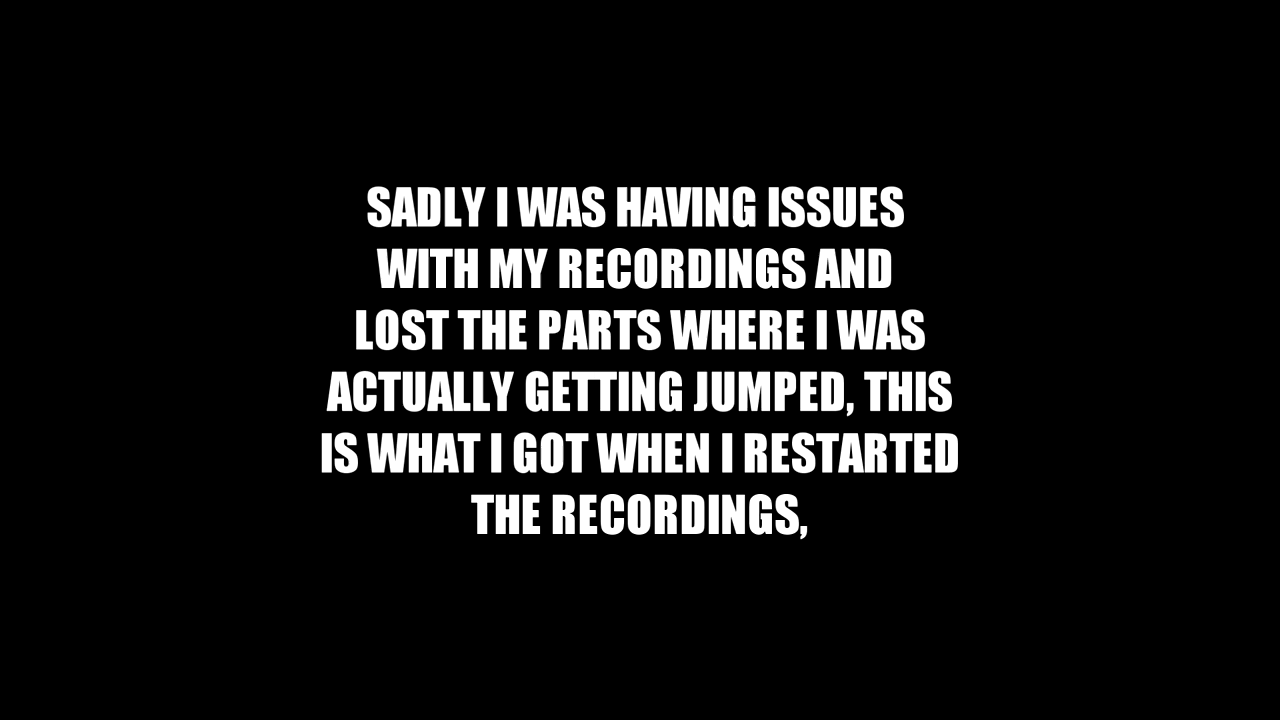 SADLY I WAS HAVING ISSUES
WITH MY RECORDINGS AND
LOST THE PARTS WHERE I WAS
ACTUALLY GETTING JUMPED, THIS
IS WHAT I GOT WHEN I RESTARTED
THE RECORDINGS,